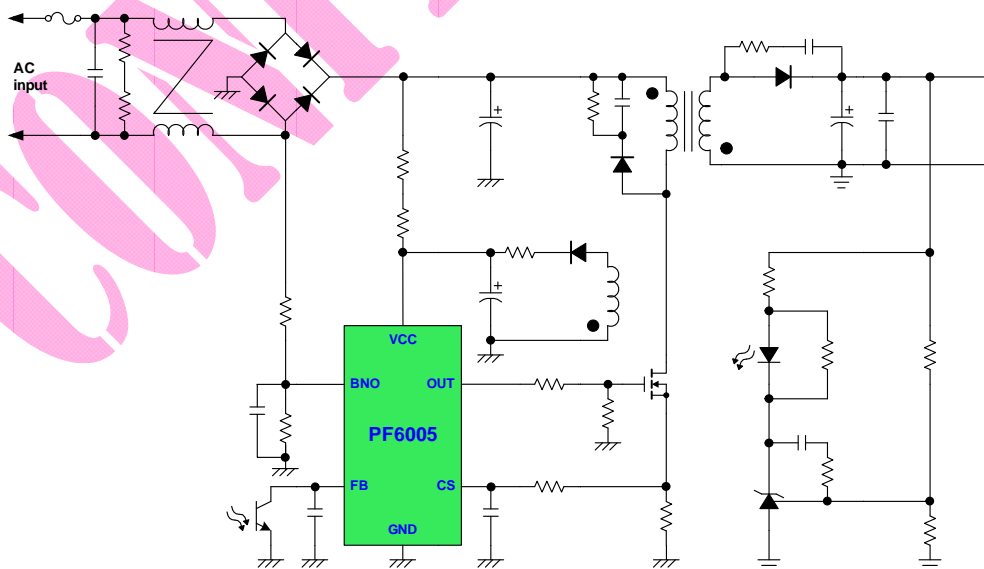 AC
input
VCC
BNO
OUT
PF6005
FB
CS
GND